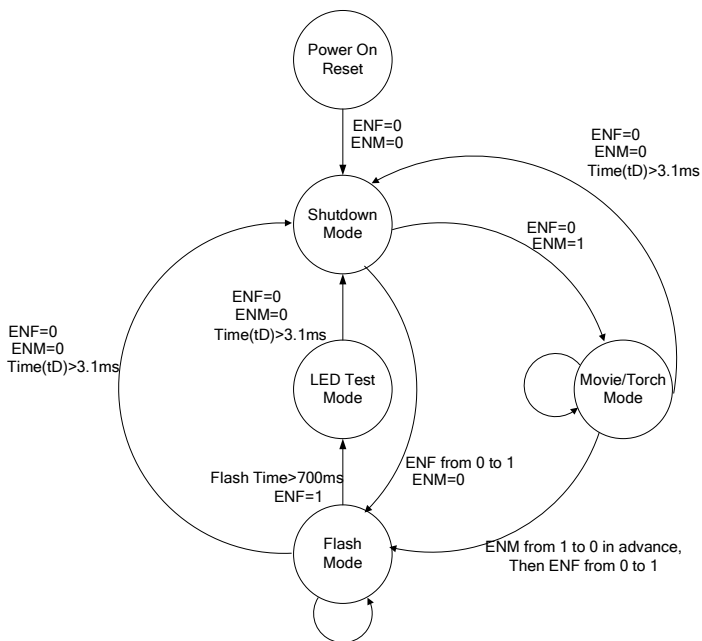 Power On
Reset
ENF=0
ENM=0
ENF=0
ENM=0
Time(tD)>3.1ms
Shutdown
Mode
ENF=0
ENM=1
ENF=0
ENM=0
Time(tD)>3.1ms
ENF=0
ENM=0
Time(tD)>3.1ms
LED Test
Mode
Movie/Torch
Mode
Flash Time>700ms
ENF=1
ENF from 0 to 1
ENM=0
Flash
Mode
ENM from 1 to 0 in advance,
Then ENF from 0 to 1